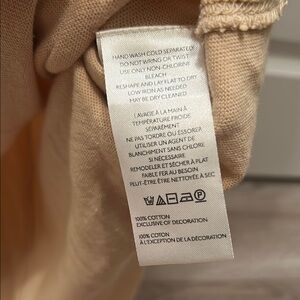 HAND WASH COLD SEPARATELY
DO NOT WRING OR TWIST
USE ONLY NON-CHLORINE
BLEACH
RESHAPE AND LAY FLAT TO DRY
LOW IRON AS NEEDED
MAY BE DRY CLEANED
LAVAGE À LA MAIN À
TEMPÉRATURE FROIDE
SÉPARÉMENT
NE PAS TORDRE OU ESSORER
UTILISER UN AGENT DE
BLANCHIMENT SANS CHLORE
SI NÉCESSAIRE
REMODELER ET SÉCHER À PLAT
FAIBLE FER AU BESOIN
PEUT-ÊTRE ÊTRE NETTOYÉE À SEC
100% COTTON
EXCLUSIVE OF DECORATION
100% COTON
À L'EXCEPTION DE LA DÉCORATION